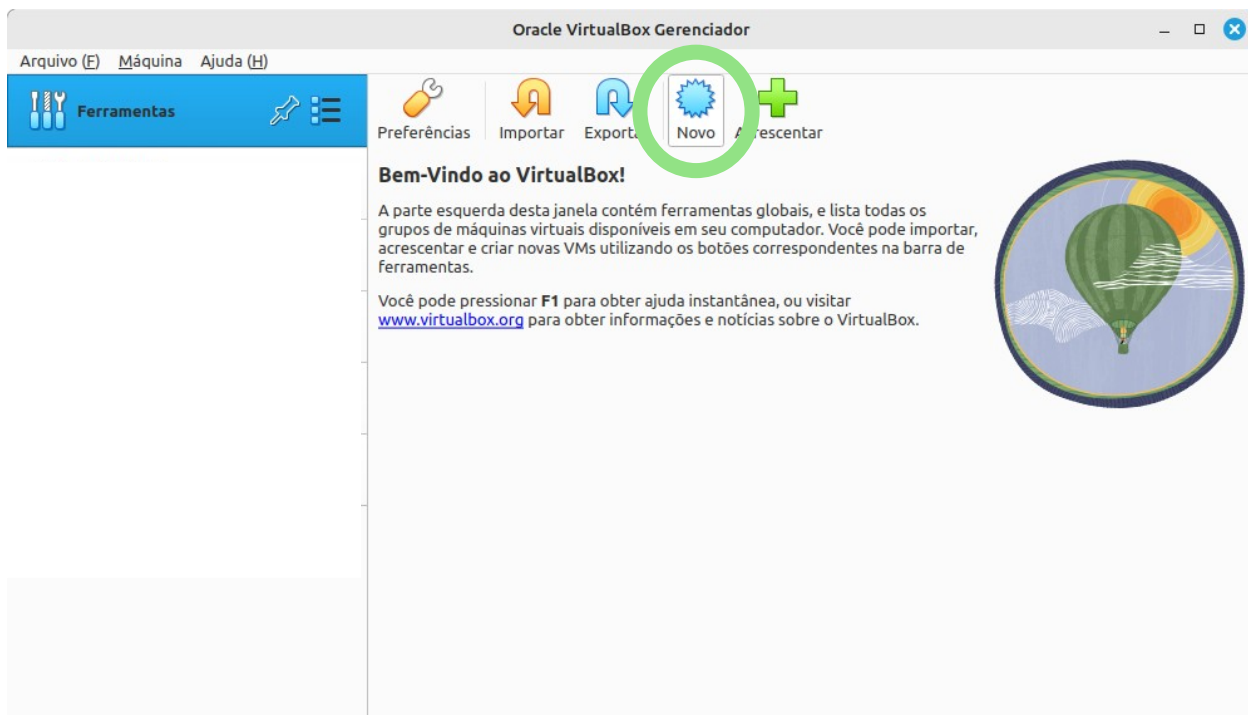 Oracle VirtualBox Gerenciador
Arquivo (F) Máquina Ajuda (H)
Ferramentas
Preferências Importar Novo
Bem-Vindo ao VirtualBox!
A parte esquerda desta janela contém ferramentas globais, e lista todas os
grupos de máquinas virtuais disponíveis em seu computador. Você pode importar,
acrescentar e criar novas VMs utilizando os botões correspondentes na barra de
ferramentas.
Você pode pressionar F1 para obter ajuda instantânea, ou visitar
www.virtualbox.org para obter informações e notícias sobre o VirtualBox.